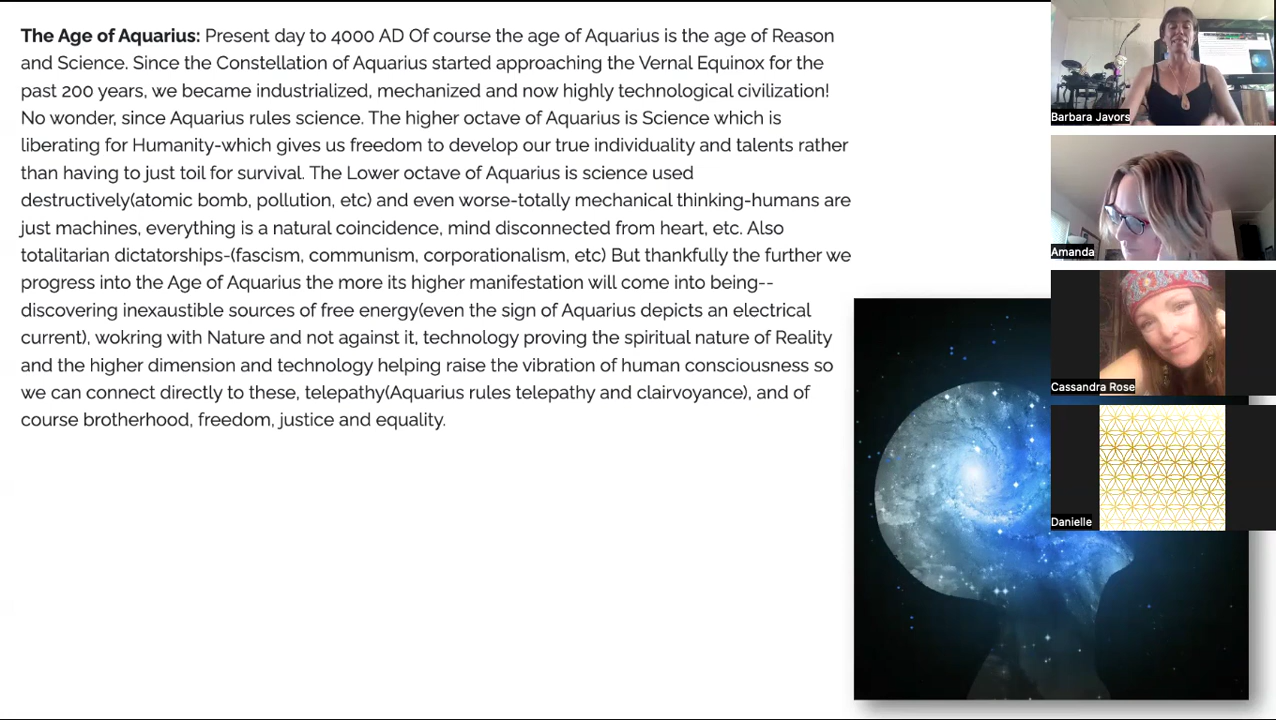 The Age of Aquarius: Present day to 4000 AD Of course the age of Aquarius is the age of Reason
and Science. Since the Constellation of Aquarius started approaching the Vernal Equinox for the
past 200 years, we became industrialized, mechanized and now highly technological civilization!
No wonder, since Aquarius rules science. The higher octave of Aquarius is Science which is
liberating for Humanity-which gives us freedom to develop our true individuality and talents rather
than having to just toil for survival. The Lower octave of Aquarius is science used
destructively(atomic bomb, pollution, etc) and even worse-totally mechanical thinking-humans are
just machines, everything is a natural coincidence, mind disconnected from heart, etc. Also
totalitarian dictatorships-(fascism, communism, corporationalism, etc) But thankfully the further we
progress into the Age of Aquarius the more its higher manifestation will come into being--
discovering inexaustible sources of free energy(even the sign of Aquarius depicts an electrical
current), wokring with Nature and not against it, technology proving the spiritual nature of Reality
and the higher dimension and technology helping raise the vibration of human consciousness so
we can connect directly to these, telepathy(Aquarius rules telepathy and clairvoyance), and of
course brotherhood, freedom, justice and equality.
Barbara Javors
Amanda
Cassandra Rose
Danielle